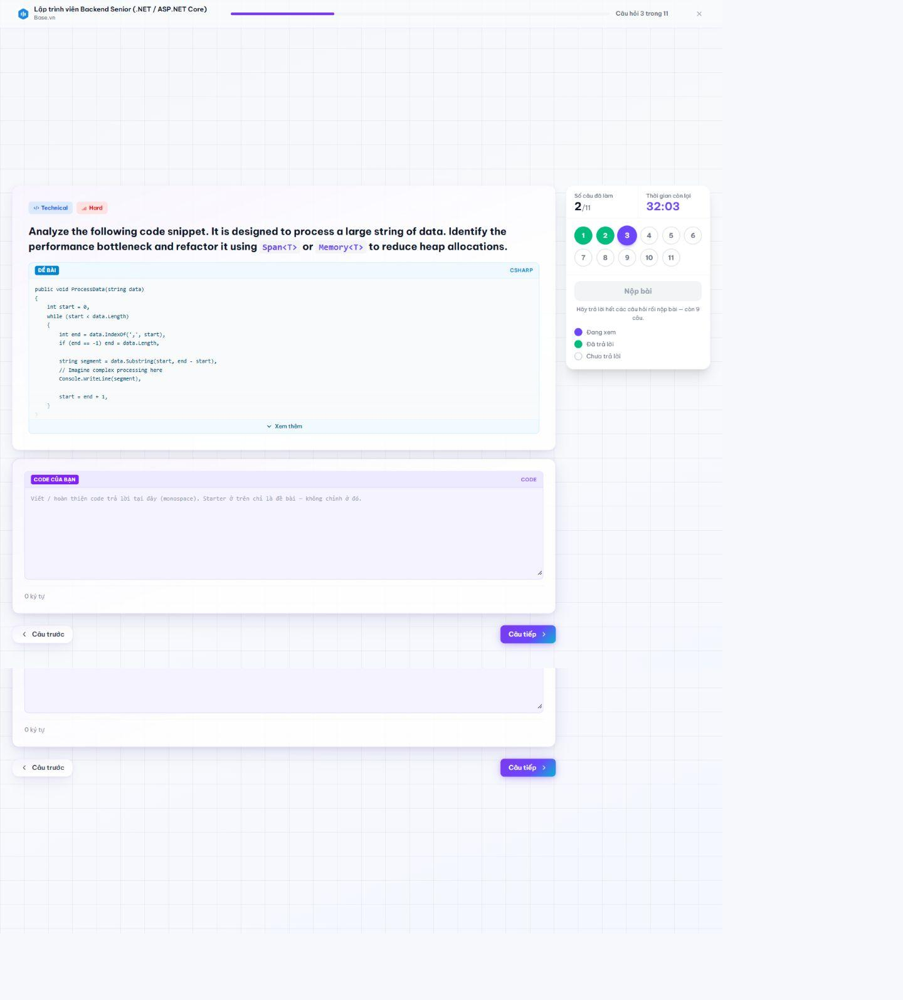 Lập trình viên Backend Senior (.NET / ASP.NET Core)
Base.vn
Câu hỏi 3 trong 11
Technical
Hard
Analyze the following code snippet. It is designed to process a large string of data. Identify the
performance bottleneck and refactor it using Span<T> or Memory<T> to reduce heap allocations.
ĐỀ BÀI
CSHARP
public void ProcessData(string data)
{
    int start = 0,
    while (start < data.Length)
    {
        int end = data.IndexOf(',', start),
        if (end == -1) end = data.Length,
        string segment = data.Substring(start, end - start),
        // Imagine complex processing here
        Console.WriteLine(segment),
        start = end + 1,
    }
}
Xem thêm
Số câu đã làm
2/11
Thời gian còn lại
32:03
1 2 3 4 5 6
7 8 9 10 11
Nộp bài
Hãy trả lời hết các câu hỏi rồi nộp bài — còn 9
câu.
Đang xem
Đã trả lời
Chưa trả lời
CODE CỦA BẠN
CODE
Viết / hoàn thiện code trả lời tại đây (monospace). Starter ở trên chỉ là đề bài — không chỉnh ở đó.
0 ký tự
Câu trước
Câu tiếp
0 ký tự
Câu trước
Câu tiếp